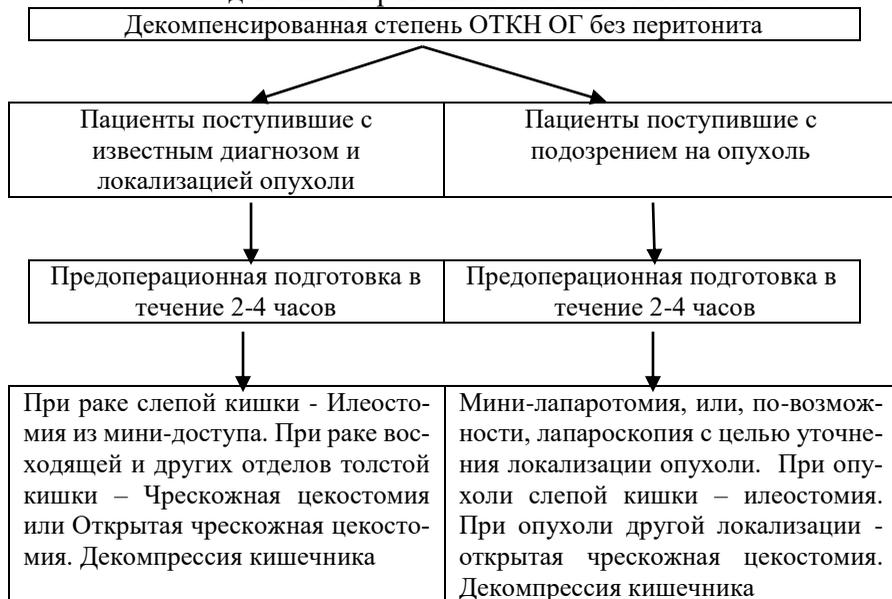 Декомпенсированная степень ОТКН ОГ без перитонита
Пациенты поступившие с
известным диагнозом и
локализацией опухоли
Пациенты поступившие с
подозрением на опухоль
Предоперационная подготовка в
течение 2-4 часов
Предоперационная подготовка в
течение 2-4 часов
При раке слепой кишки - Илеосто-
мия из мини-доступа. При раке вос-
ходящей и других отделов толстой
кишки – Чрескожная цекостомия
или Открытая чрескожная цекосто-
мия. Декомпрессия кишечника
Мини-лапаротомия, или, по-возмож-
ности, лапароскопия с целью уточне-
ния локализации опухоли. При опу-
холи слепой кишки – илеостомия.
При опухоли другой локализации -
открытая чрескожная цекостомия.
Декомпрессия кишечника